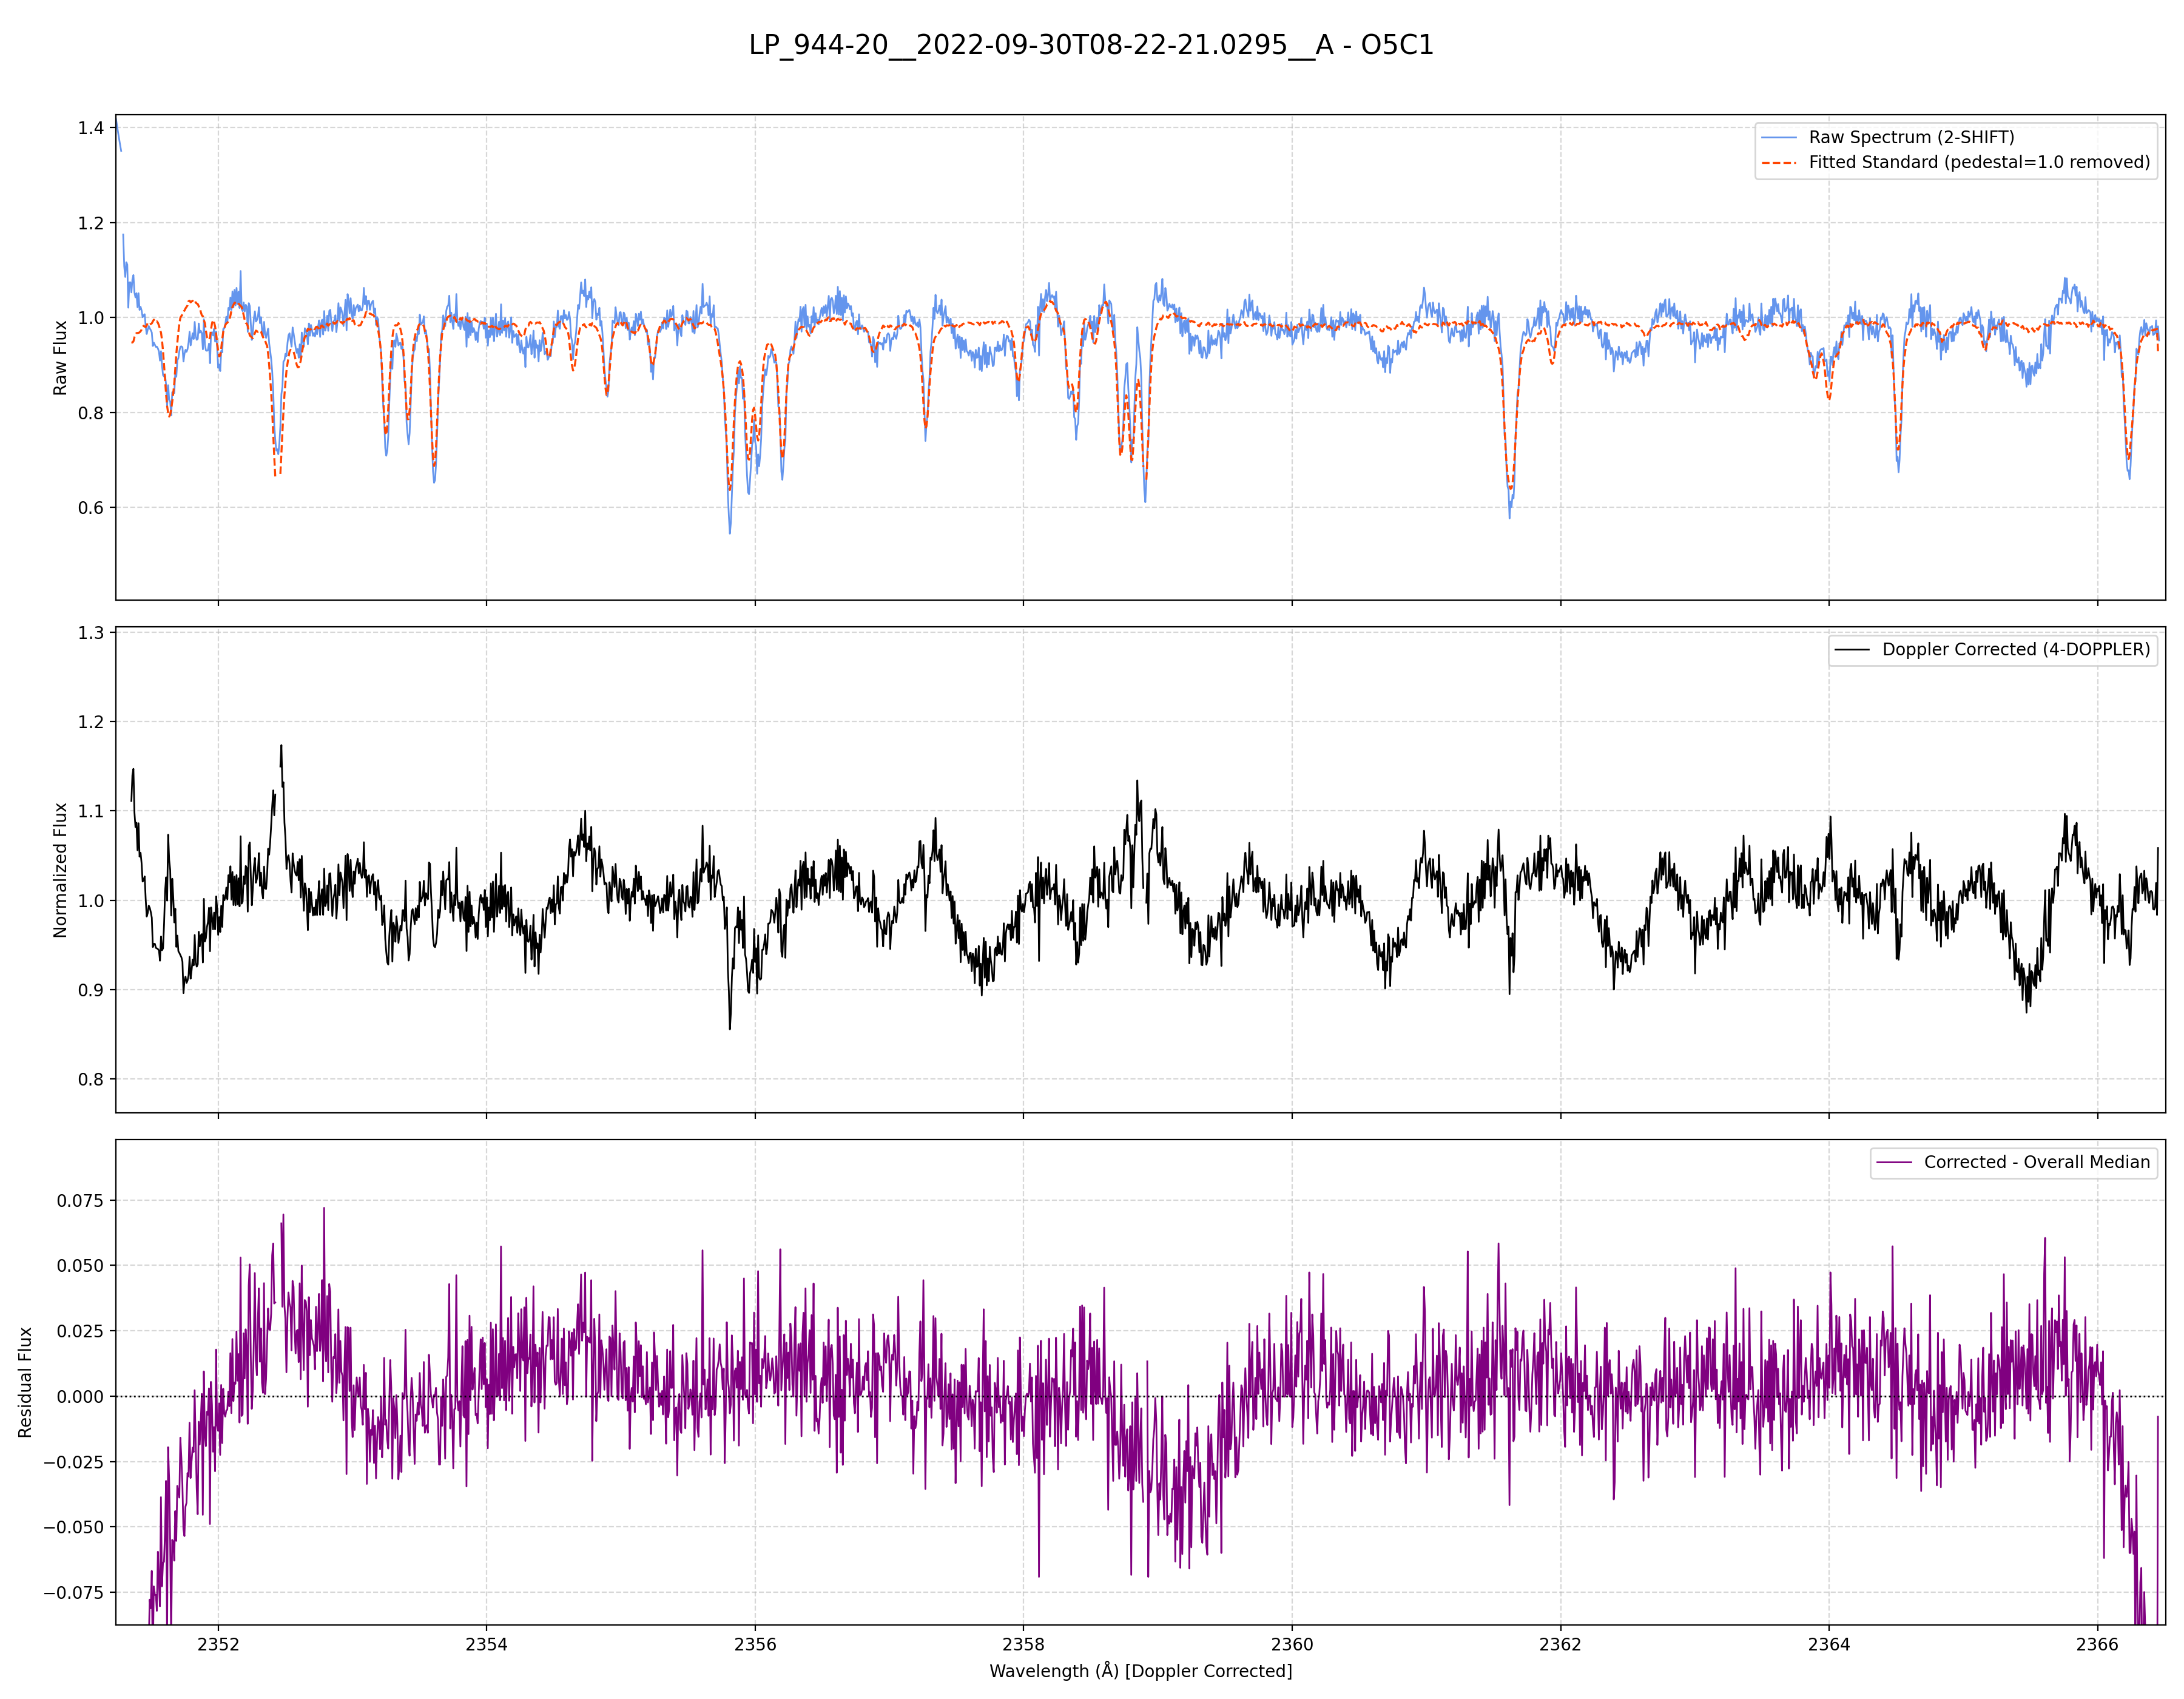 LP_944-20__2022-09-30T08-22-21.0295__A - O5C1
1.4
1.2
1.0
0.8
0.6
Raw Flux
Raw Spectrum (2-SHIFT)
Fitted Standard (pedestal=1.0 removed)
1.3
1.2
1.1
1.0
0.9
0.8
Normalized Flux
Doppler Corrected (4-DOPPLER)
0.075
0.050
0.025
0.000
−0.025
−0.050
−0.075
Residual Flux
Corrected - Overall Median
2352 2354 2356 2358 2360 2362 2364 2366
Wavelength (Å) [Doppler Corrected]